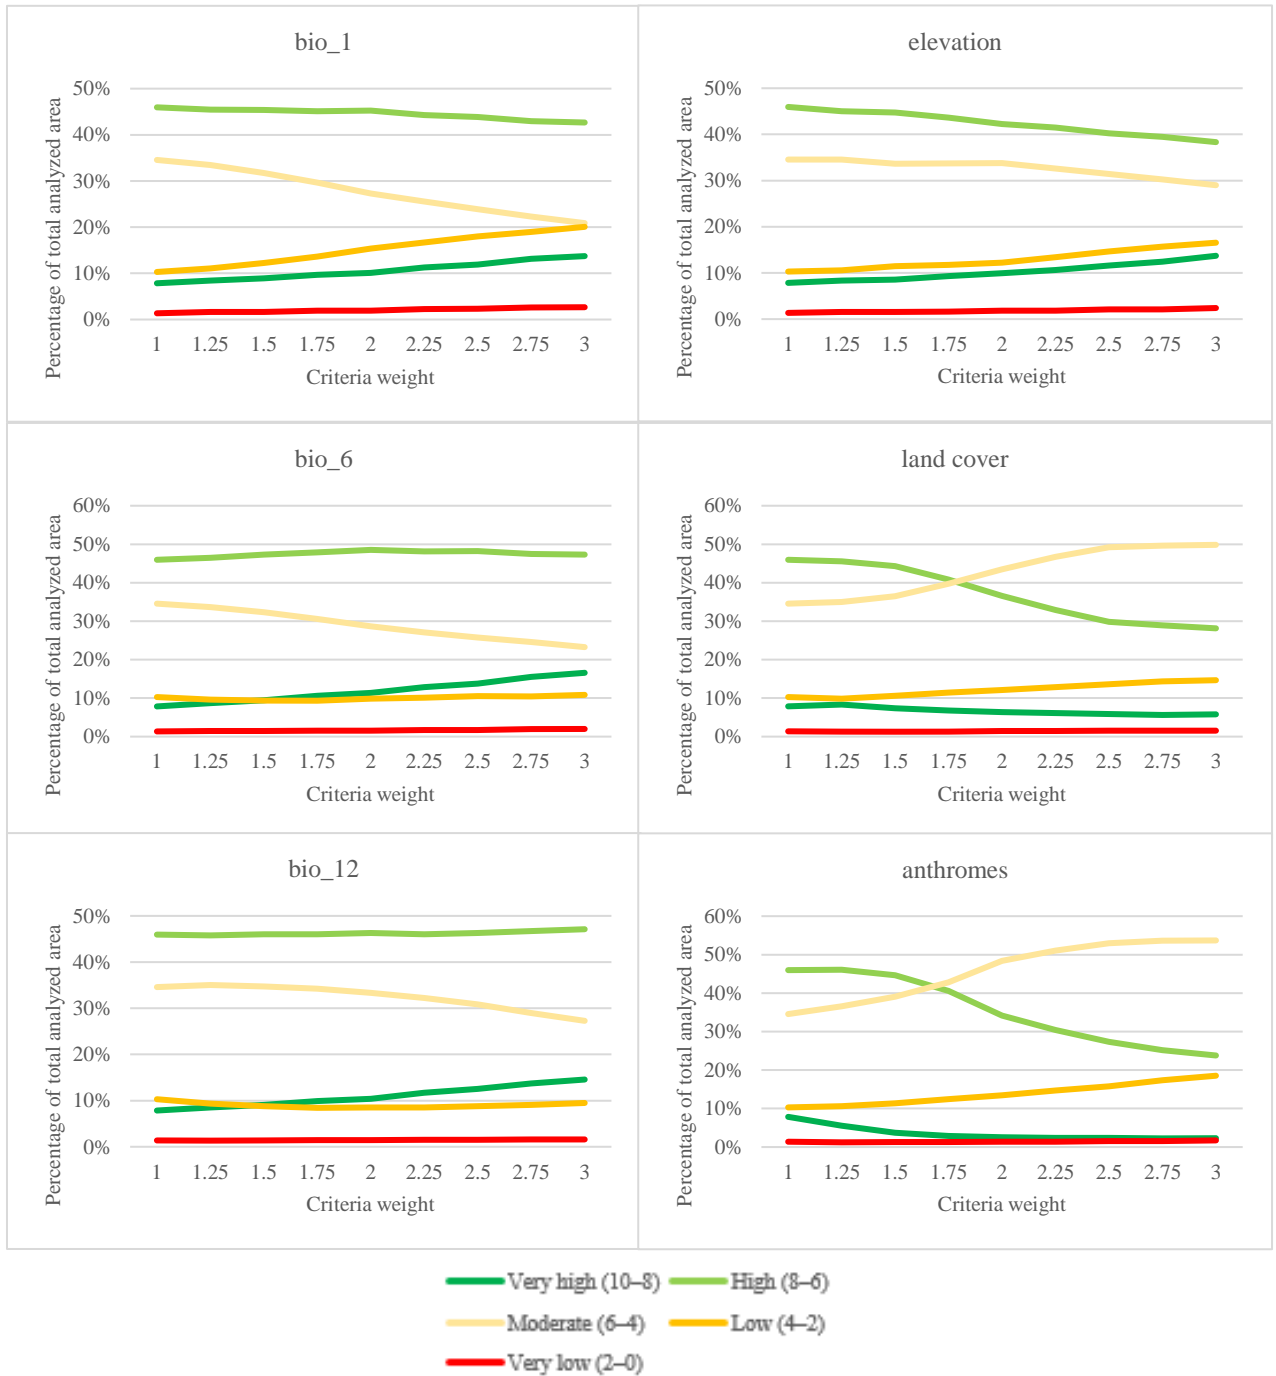 bio_1
Percentage of total analyzed area
50%
40%
30%
20%
10%
0%
1 1.25 1.5 1.75 2 2.25 2.5 2.75 3
Criteria weight
elevation
Percentage of total analyzed area
50%
40%
30%
20%
10%
0%
1 1.25 1.5 1.75 2 2.25 2.5 2.75 3
Criteria weight
bio_6
Percentage of total analyzed area
60%
50%
40%
30%
20%
10%
0%
1 1.25 1.5 1.75 2 2.25 2.5 2.75 3
Criteria weight
land cover
Percentage of total analyzed area
60%
50%
40%
30%
20%
10%
0%
1 1.25 1.5 1.75 2 2.25 2.5 2.75 3
Criteria weight
bio_12
Percentage of total analyzed area
50%
40%
30%
20%
10%
0%
1 1.25 1.5 1.75 2 2.25 2.5 2.75 3
Criteria weight
anthromes
Percentage of total analyzed area
60%
50%
40%
30%
20%
10%
0%
1 1.25 1.5 1.75 2 2.25 2.5 2.75 3
Criteria weight
Very high (10–8) High (8–6)
Moderate (6–4) Low (4–2)
Very low (2–0)